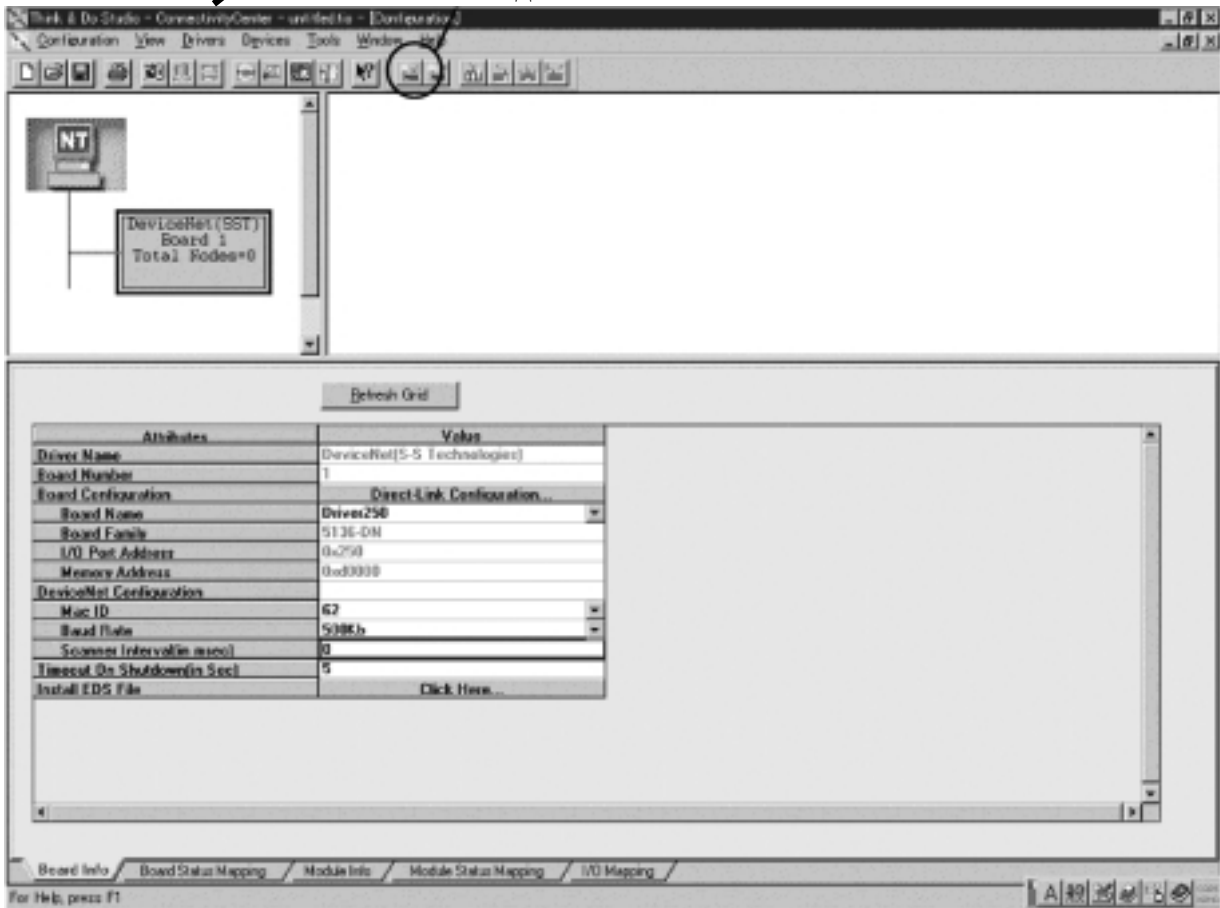 Think & Do Studio - ConnectivityCenter - untitled.tio - [Configuration]
Configuration View Drivers Devices Tools Window Help
NT
DeviceNet(SST)
Board 1
Total Nodes=0
Refresh Grid
Attributes Value
Driver Name DeviceNet(S-S Technologies)
Board Number 1
Board Configuration Direct-Link Configuration...
Board Name Driver250
Board Family 5136-DN
I/O Port Address 0x250
Memory Address 0xd0000
DeviceNet Configuration
Mac ID 62
Baud Rate 500Kb
Scanner Interval(in msec) 0
Timeout On Shutdown(in Sec) 5
Install EDS File Click Here...
Board Info Board Status Mapping Module Info Module Status Mapping I/O Mapping
For Help, press F1
A